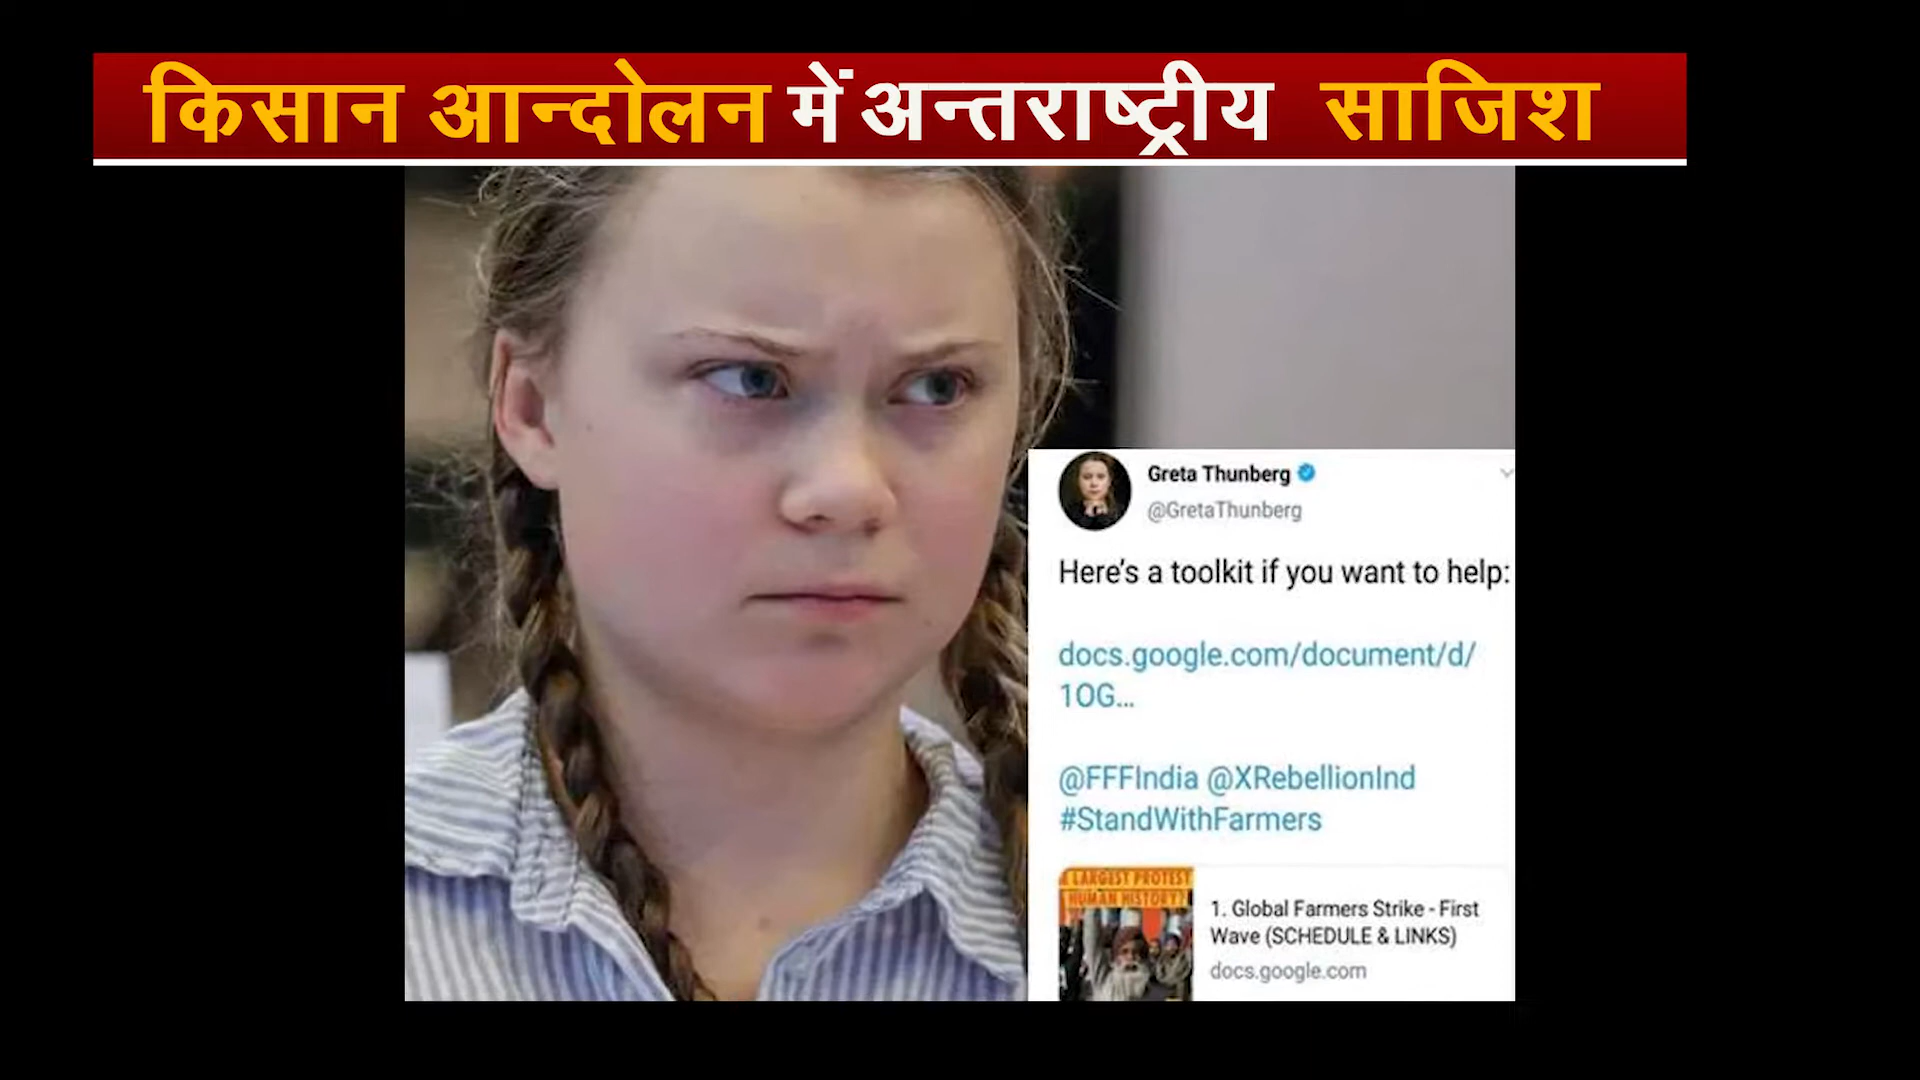 किसान आन्दोलन में अन्तराष्ट्रीय साजिश
Greta Thunberg
@GretaThunberg
Here's a toolkit if you want to help:
docs.google.com/document/d/
1OG...
@FFFIndia @XRebellionInd
#StandWithFarmers
LARGEST PROTEST
HUMAN HISTORY?
1. Global Farmers Strike - First
Wave (SCHEDULE & LINKS)
docs.google.com